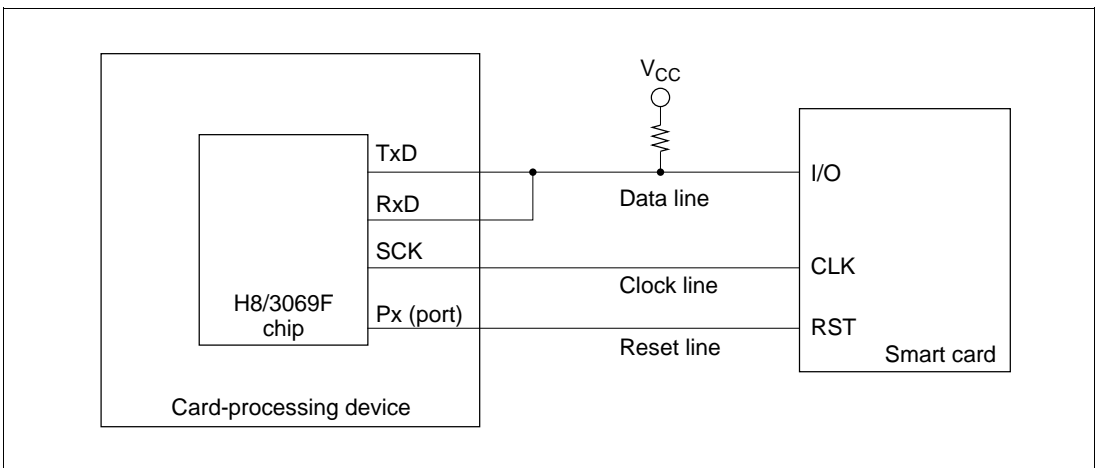 VCC
TxD
I/O
Data line
RxD
SCK
CLK
Clock line
H8/3069F
chip
Px (port)
RST
Reset line
Smart card
Card-processing device